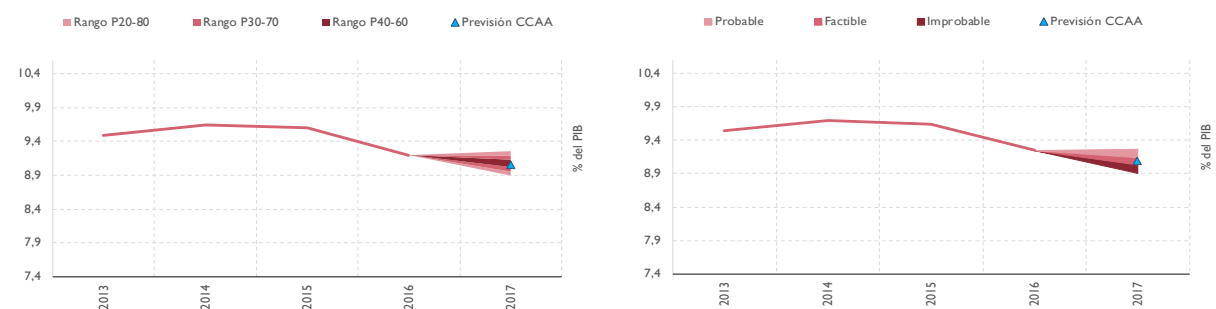 Rango P20-80 Rango P30-70 Rango P40-60 Previsión CCAA
10,4
9,9
9,4
8,9
8,4
7,9
7,4
2013 2014 2015 2016 2017
% del PIB
Probable Factible Improbable Previsión CCAA
10,4
9,9
9,4
8,9
8,4
7,9
7,4
2013 2014 2015 2016 2017
% del PIB